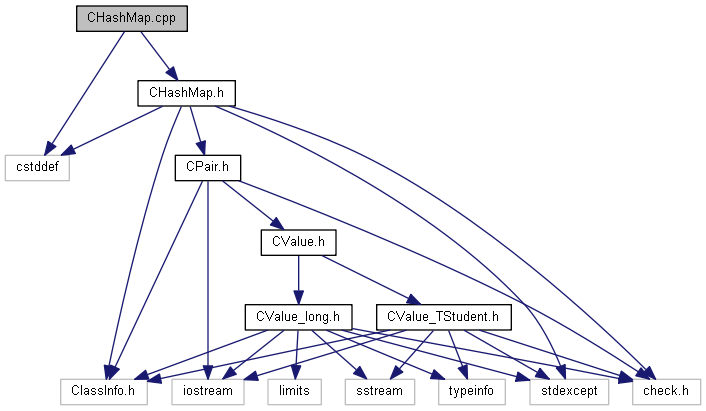 CHashMap.cpp
CHashMap.h
cstddef
CPair.h
CValue.h
CValue_long.h
CValue_TStudent.h
ClassInfo.h
iostream
limits
sstream
typeinfo
stdexcept
check.h